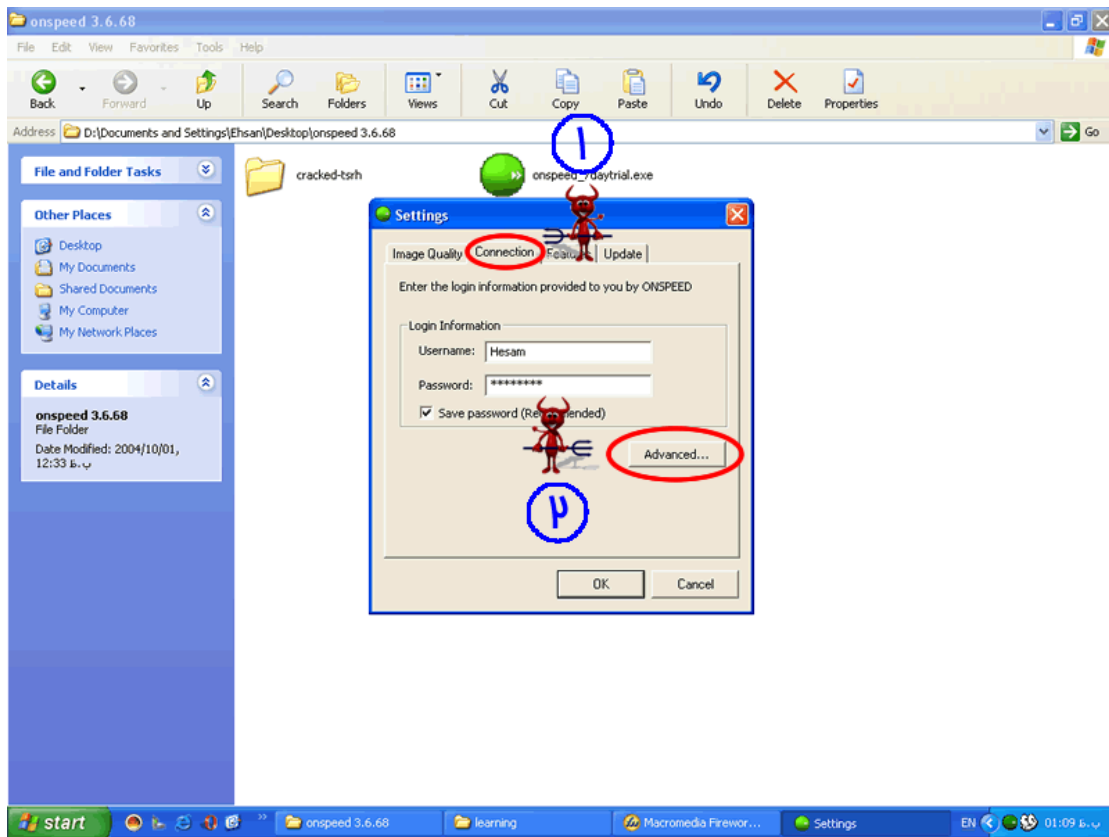 onspeed 3.6.68
File Edit View Favorites Tools Help
Back Forward Up Search Folders Views Cut Copy Paste Undo Delete Properties
Address D:\Documents and Settings\Ehsan\Desktop\onspeed 3.6.68 Go
File and Folder Tasks
Other Places
Desktop
My Documents
Shared Documents
My Computer
My Network Places
Details
onspeed 3.6.68
File Folder
Date Modified: 2004/10/01,
12:33 ب.ظ
cracked-tsrh
onspeed_7daytrial.exe
۱
Settings
Image Quality Connection Features Update
Enter the login information provided to you by ONSPEED
Login Information
Username: Hesam
Password: ********
Save password (Recommended)
Advanced...
۲
OK Cancel
start onspeed 3.6.68 learning Macromedia Firewor... Settings EN 01:09 ب.ظ